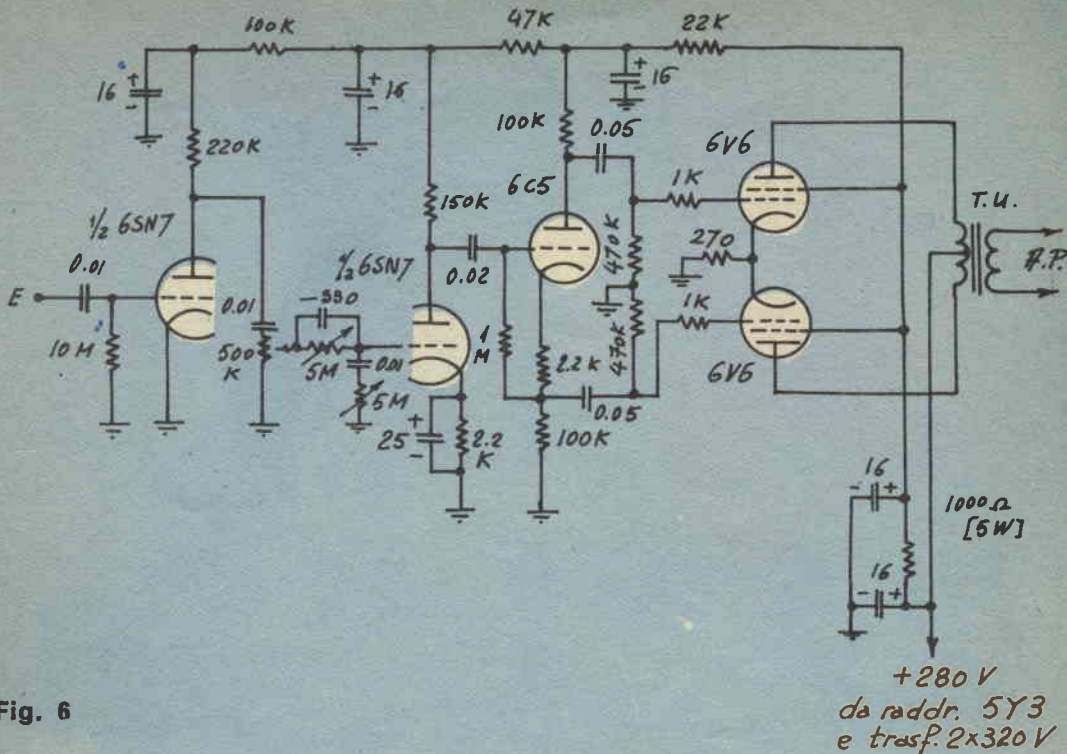 100K
47K
22K
16 + -
+ - 16
+ - 16
220K
100K
0.05
6V6
150K
6C5
1K
T.U.
½ 6SN7
½ 6SN7
0.02
470K
270
A.P.
0.01
E
0.01
- 550
1 M
470K
1K
10 M
500 K
5M
0.01
2.2K
6V6
5M
0.05
25 + -
2.2 K
100K
- 16 +
1000 Ω
[5W]
- 16 +
+280 V
da raddr. 5Y3
e trasf. 2x320 V
Fig. 6